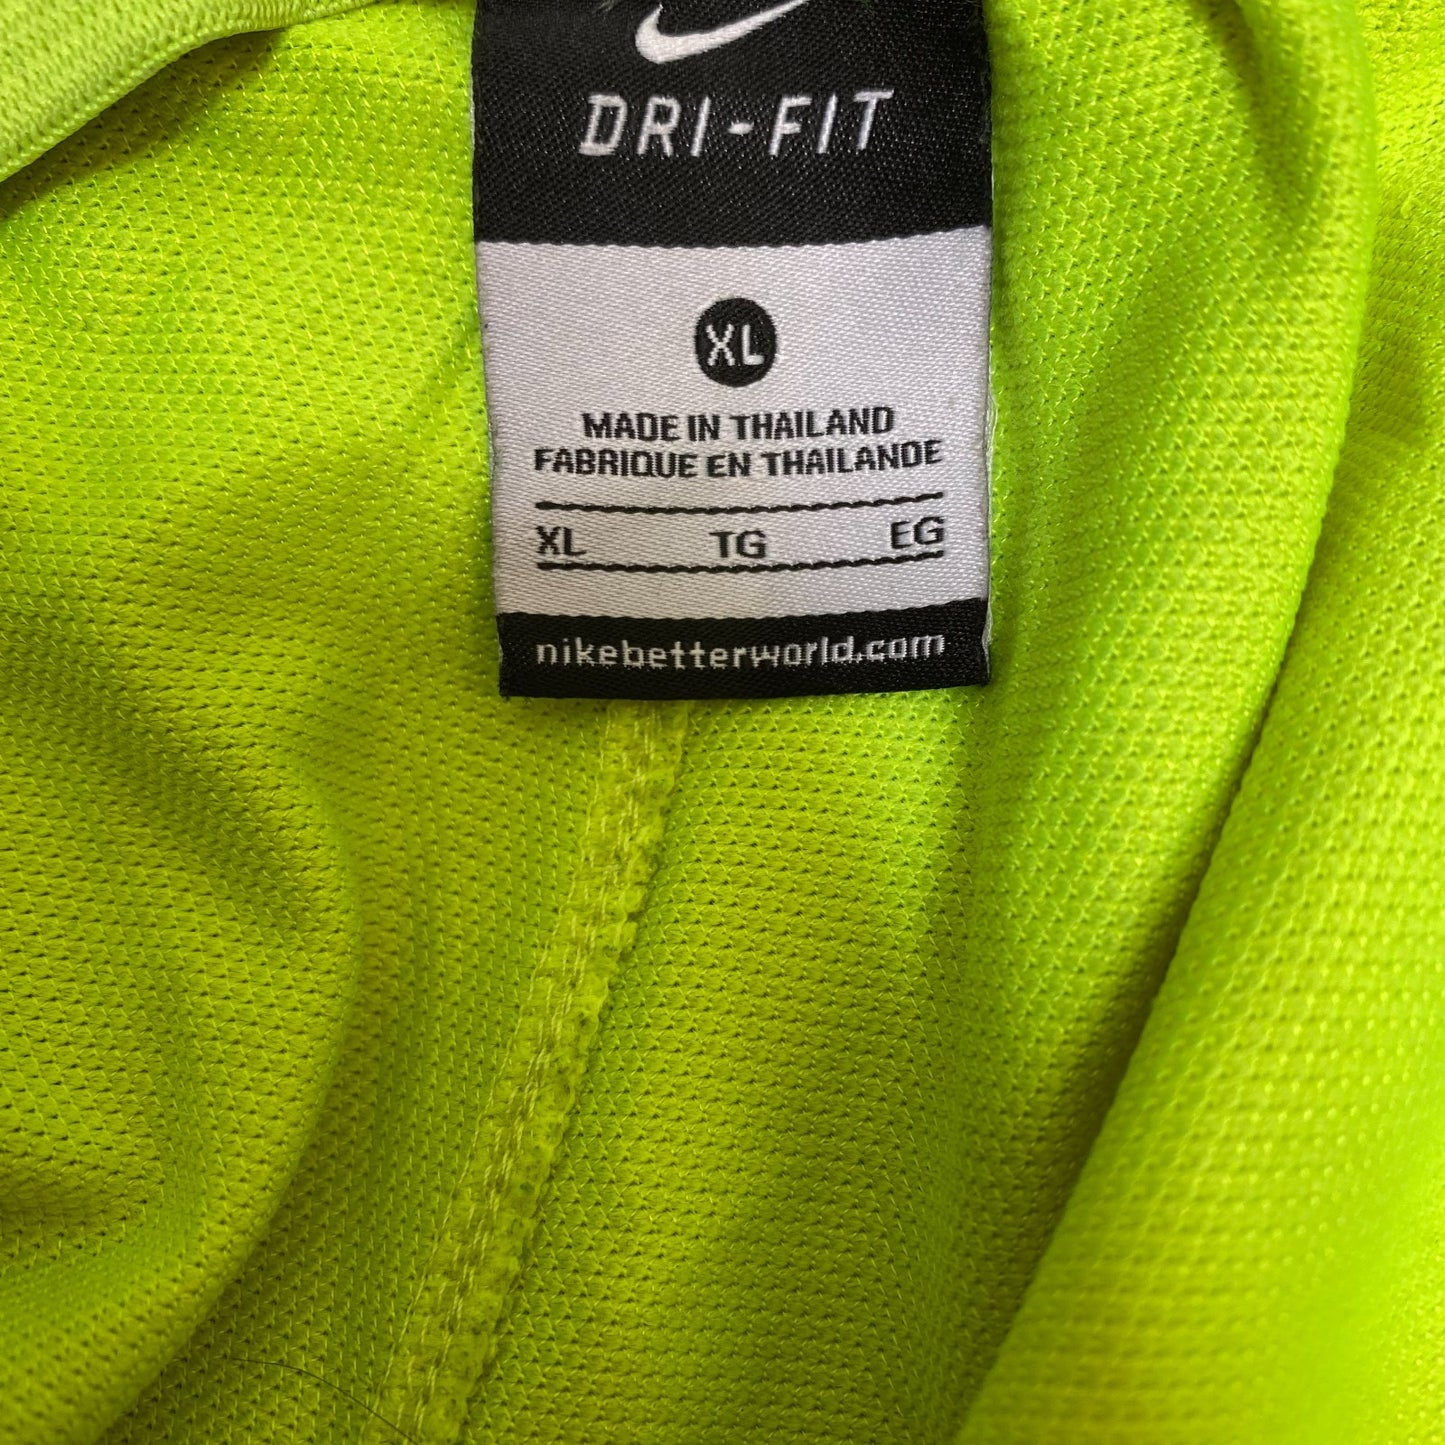 DRI-FIT
XL
MADE IN THAILAND
FABRIQUE EN THAILANDE
XL TG EG
nikebetterworld.com